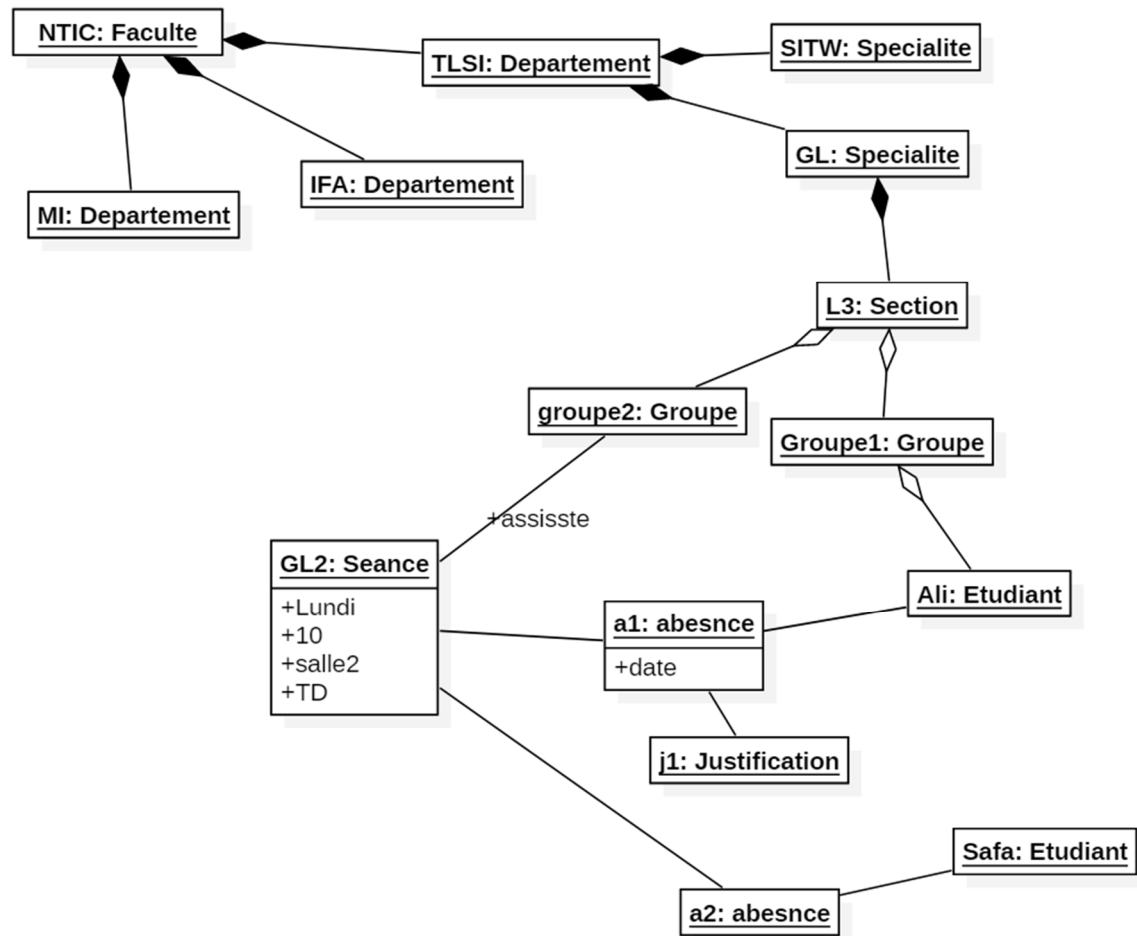 NTIC: Faculte
TLSI: Departement
SITW: Specialite
GL: Specialite
IFA: Departement
MI: Departement
L3: Section
groupe2: Groupe
Groupe1: Groupe
+assisste
GL2: Seance
+Lundi
+10
+salle2
+TD
Ali: Etudiant
a1: abesnce
+date
j1: Justification
Safa: Etudiant
a2: abesnce